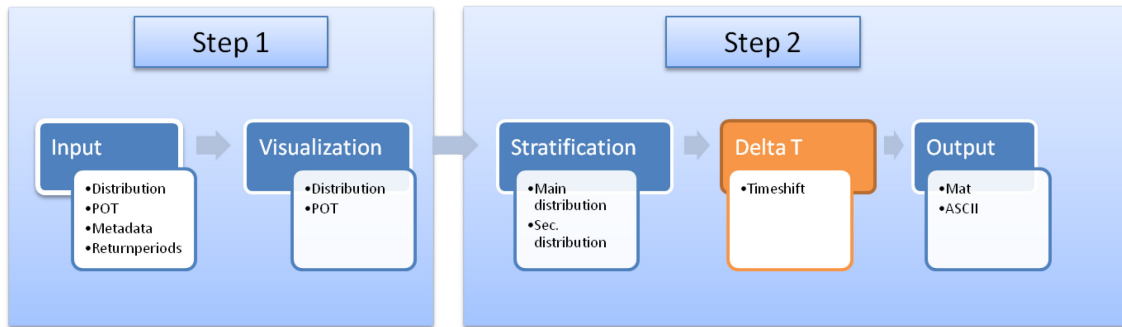 Step 1
Step 2
Input
•Distribution
•POT
•Metadata
•Returnperiods
Visualization
•Distribution
•POT
Stratification
•Main
distribution
•Sec.
distribution
Delta T
•Timeshift
Output
•Mat
•ASCII